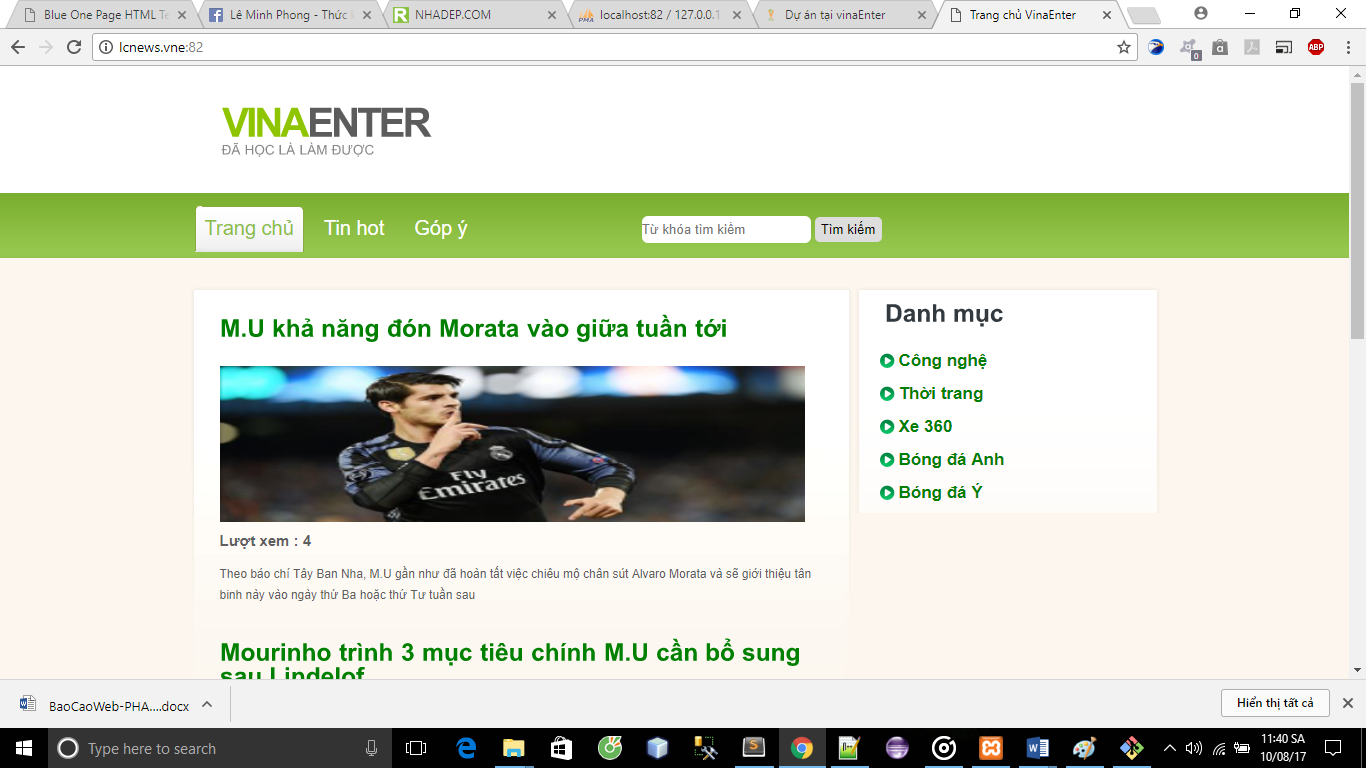 Blue One Page HTML Te
Lê Minh Phong - Thức k
NHADEP.COM
localhost:82 / 127.0.0.1
Dự án tại vinaEnter
Trang chủ VinaEnter
lcnews.vne:82
0
ABP
VINAENTER
ĐÃ HỌC LÀ LÀM ĐƯỢC
Trang chủ
Tin hot
Góp ý
Từ khóa tìm kiếm
Tìm kiếm
M.U khả năng đón Morata vào giữa tuần tới
Fly
Emirates
Lượt xem : 4
Theo báo chí Tây Ban Nha, M.U gần như đã hoàn tất việc chiêu mộ chân sút Alvaro Morata và sẽ giới thiệu tân
binh này vào ngày thứ Ba hoặc thứ Tư tuần sau
Mourinho trình 3 mục tiêu chính M.U cần bổ sung
sau Lindelof
Danh mục
Công nghệ
Thời trang
Xe 360
Bóng đá Anh
Bóng đá Ý
BaoCaoWeb-PHA....docx
Hiển thị tất cả
Type here to search
11:40 SA
10/08/17